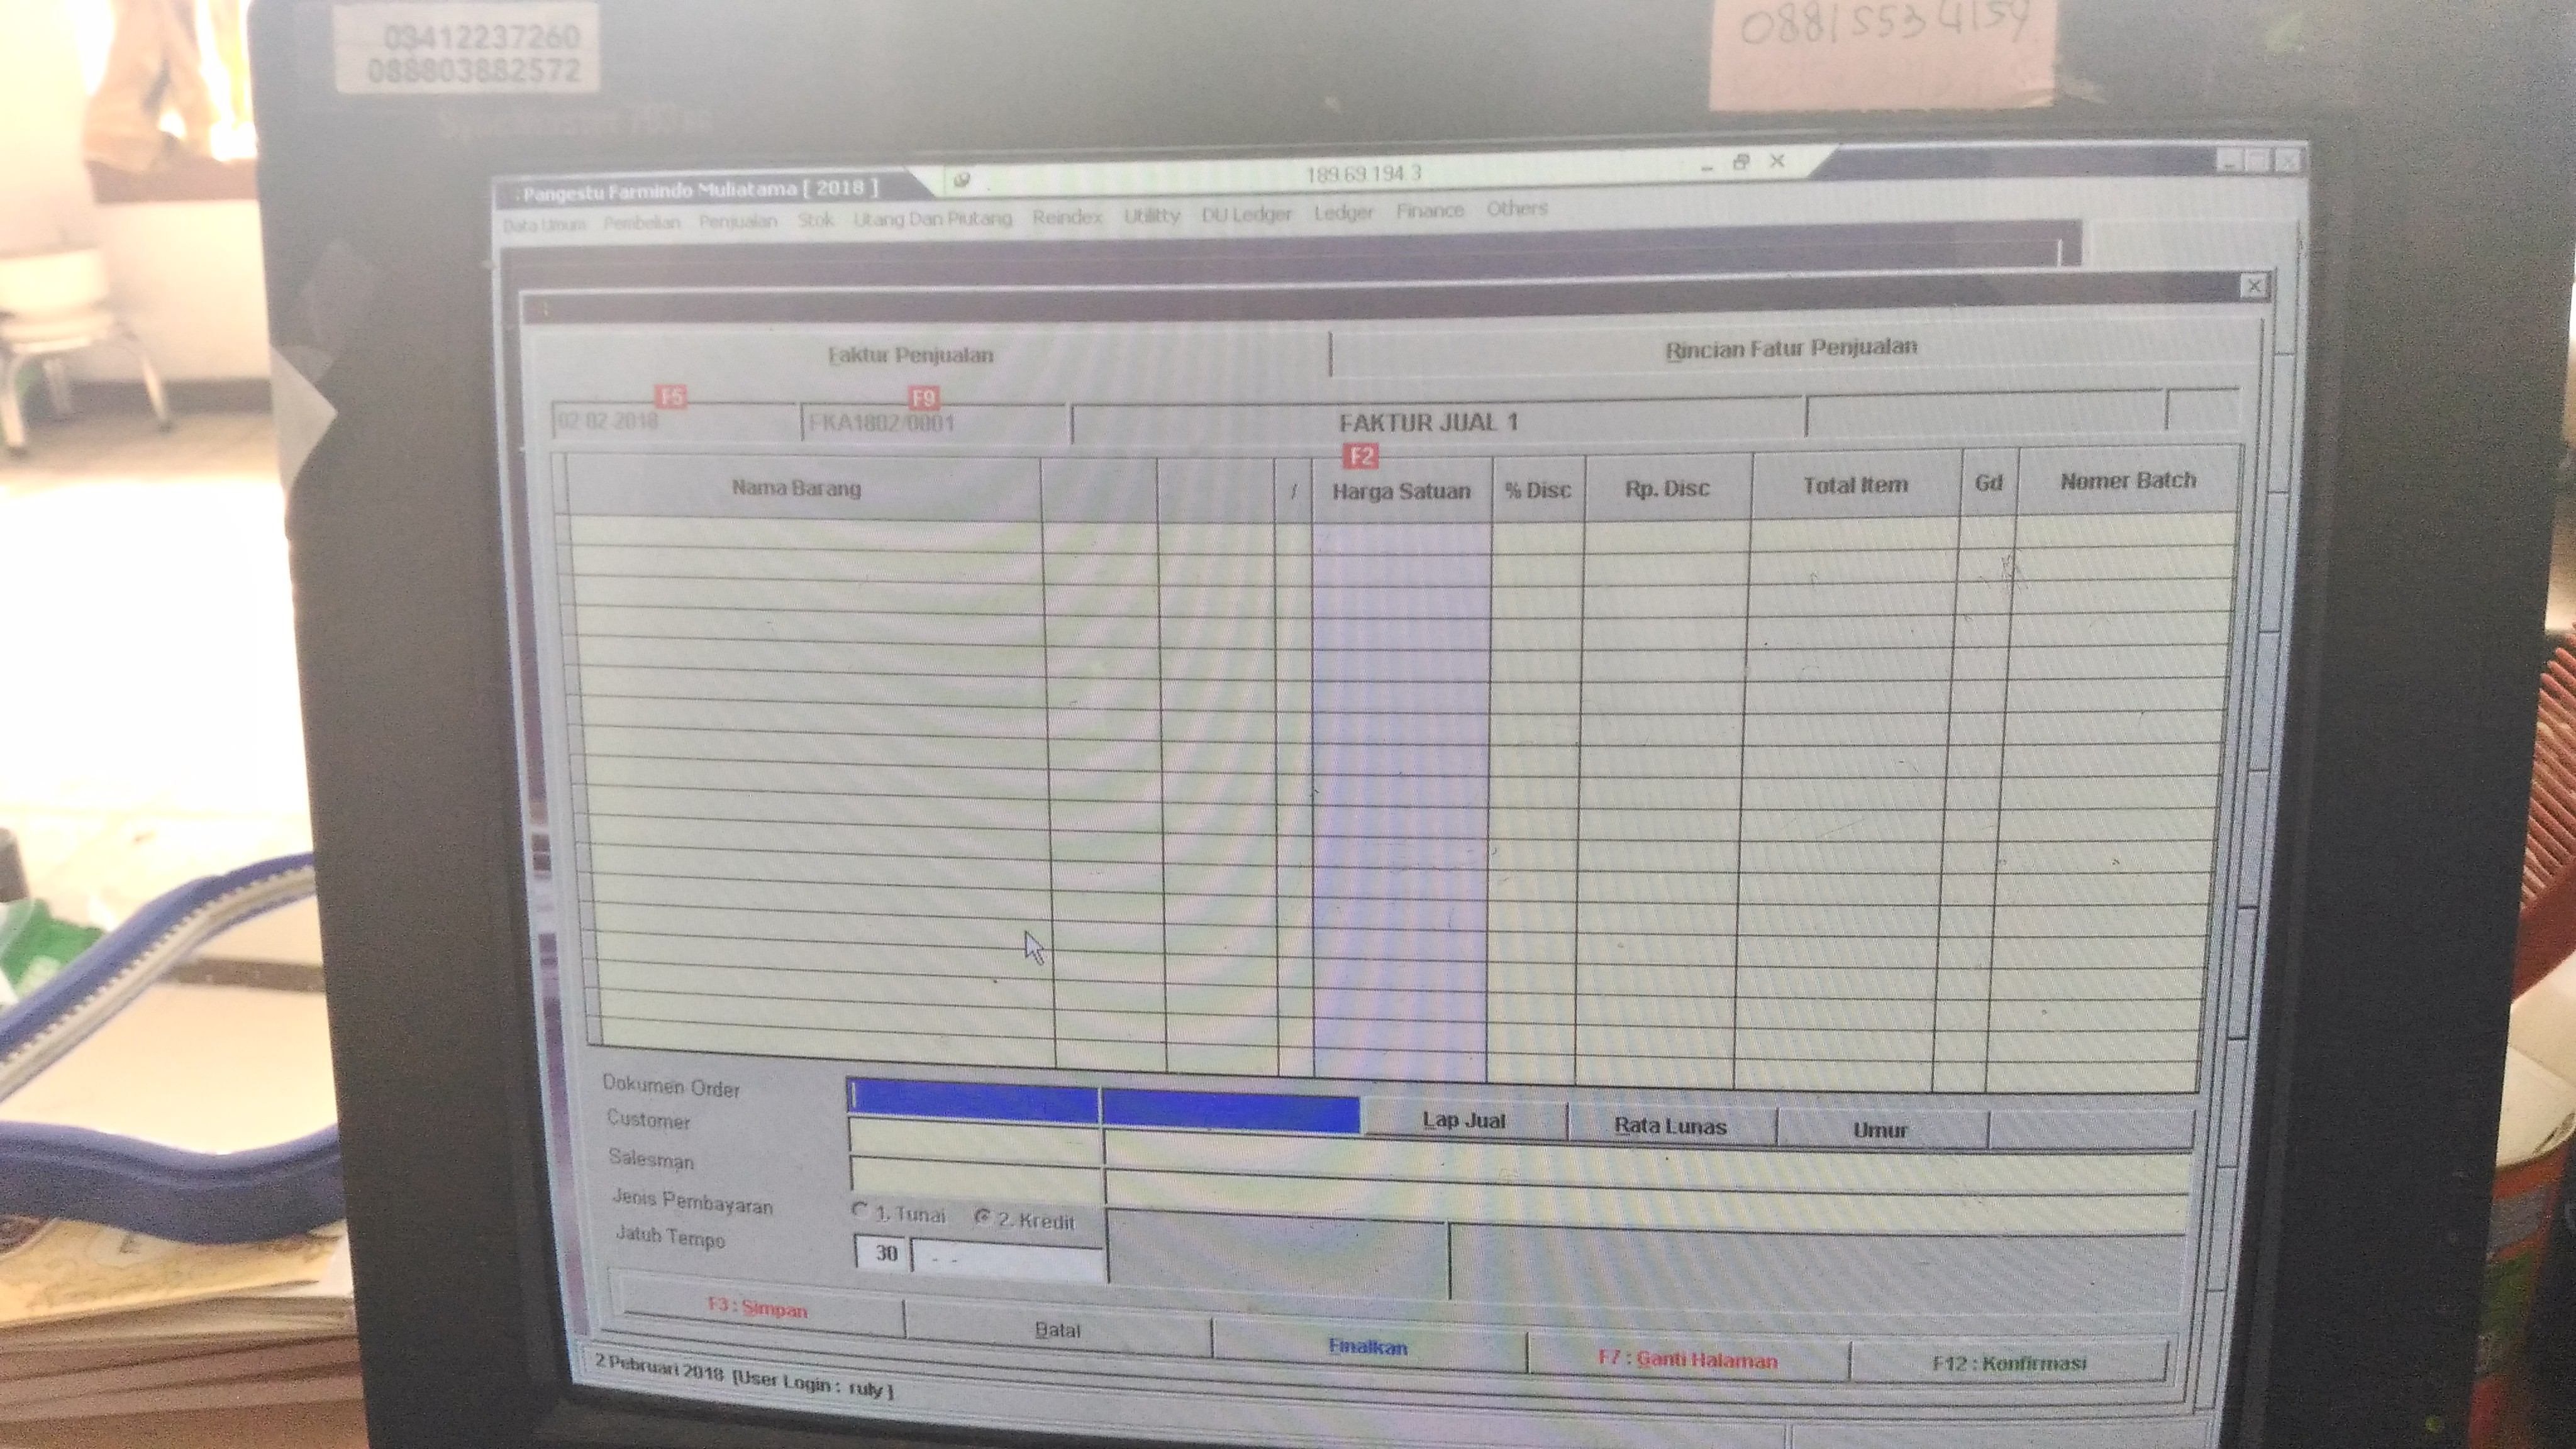 03412237260
088803882572
08815534159
SyncMaster
Pangestu Farmindo Muliatama [ 2018 ]
189.69.194.3
Data Umum Pembelian Penjualan Stok Utang Dan Piutang Reindex Utilitty DU Ledger Ledger Finance Others
Faktur Penjualan
Rincian Fatur Penjualan
F5
F9
02-02-2018
FKA1802/0001
FAKTUR JUAL 1
F2
Nama Barang / Harga Satuan % Disc Rp. Disc Total Item Gd Nomer Batch
Dokumen Order
Lap Jual Rata Lunas Umur
Customer
Salesman
Jenis Pembayaran 1. Tunai 2. Kredit
Jatuh Tempo 30 - -
F3 : Simpan Batal Finalkan F7 : Ganti Halaman F12 : Konfirmasi
2 Pebruari 2018 [User Login : ruly ]